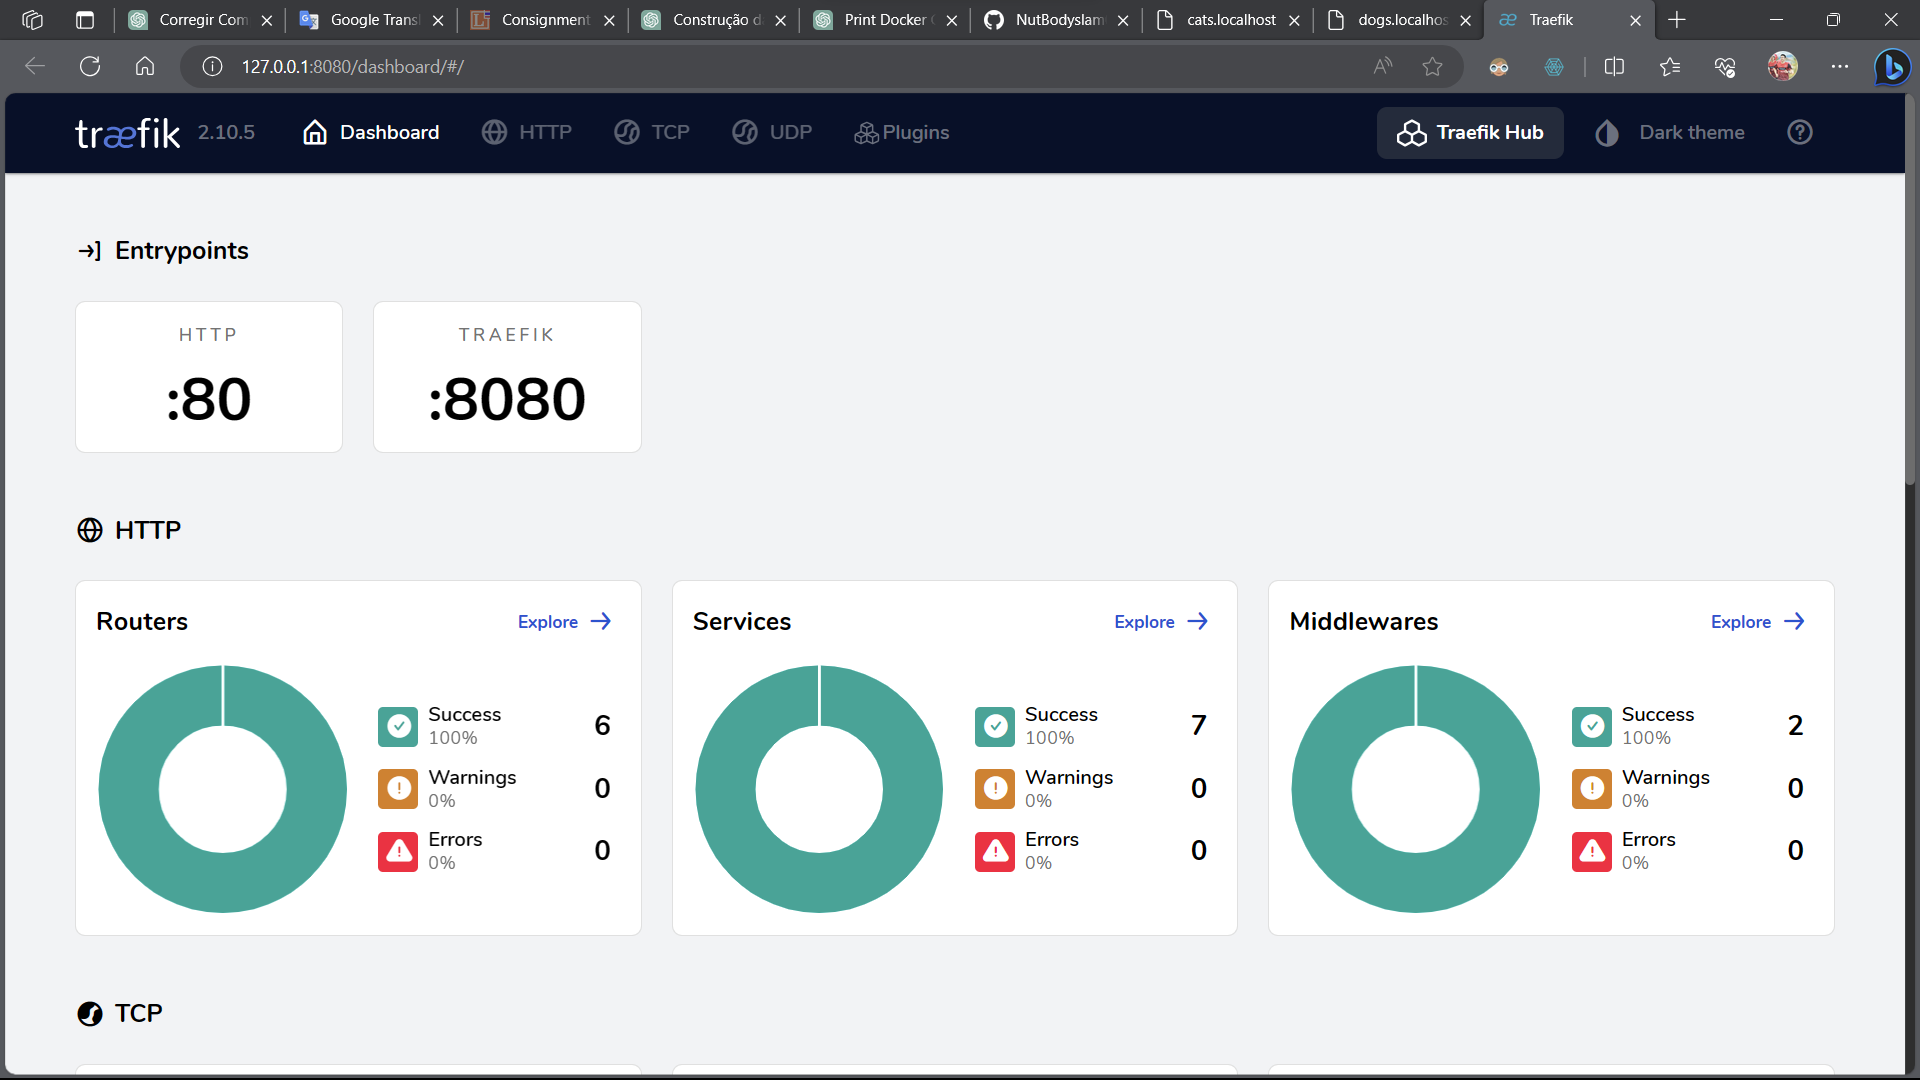 Corregir Com
Google Transl
Consignment
Construção d
Print Docker
NutBodyslam
cats.localhost
dogs.localhos
Traefik
127.0.0.1:8080/dashboard/#/
træfik 2.10.5 Dashboard HTTP TCP UDP Plugins Traefik Hub Dark theme
Entrypoints
HTTP
:80
TRAEFIK
:8080
HTTP
Routers Explore
Success 6
100%
Warnings 0
0%
Errors 0
0%
Services Explore
Success 7
100%
Warnings 0
0%
Errors 0
0%
Middlewares Explore
Success 2
100%
Warnings 0
0%
Errors 0
0%
TCP